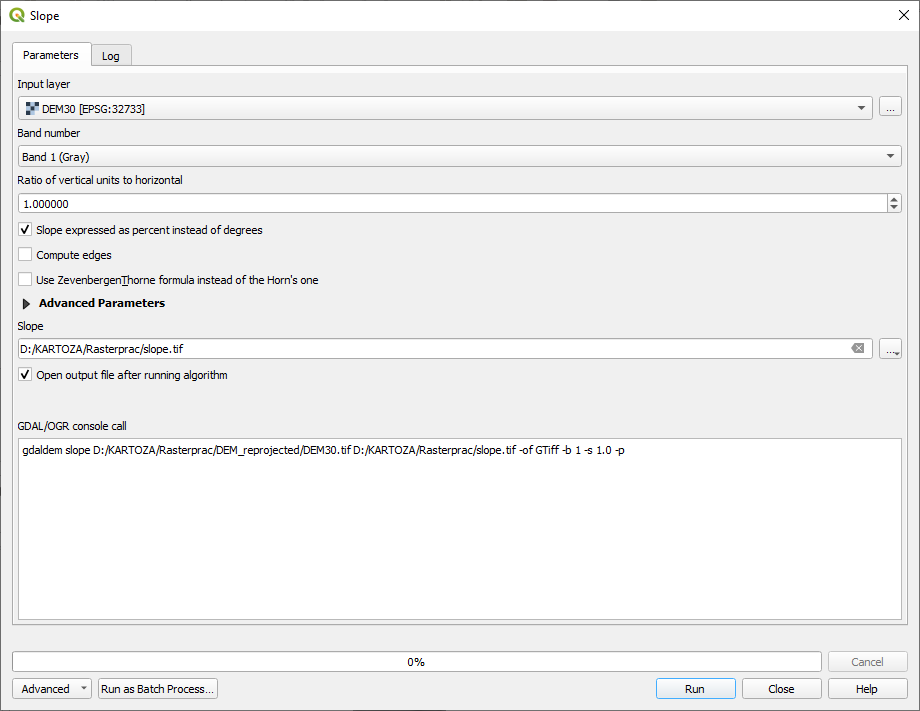 Slope
Parameters
Log
Input layer
DEM30 [EPSG:32733]
...
Band number
Band 1 (Gray)
Ratio of vertical units to horizontal
1.000000
Slope expressed as percent instead of degrees
Compute edges
Use ZevenbergenThorne formula instead of the Horn's one
Advanced Parameters
Slope
D:/KARTOZA/Rasterprac/slope.tif
...
Open output file after running algorithm
GDAL/OGR console call
gdaldem slope D:/KARTOZA/Rasterprac/DEM_reprojected/DEM30.tif D:/KARTOZA/Rasterprac/slope.tif -of GTiff -b 1 -s 1.0 -p
0%
Cancel
Advanced
Run as Batch Process...
Run
Close
Help